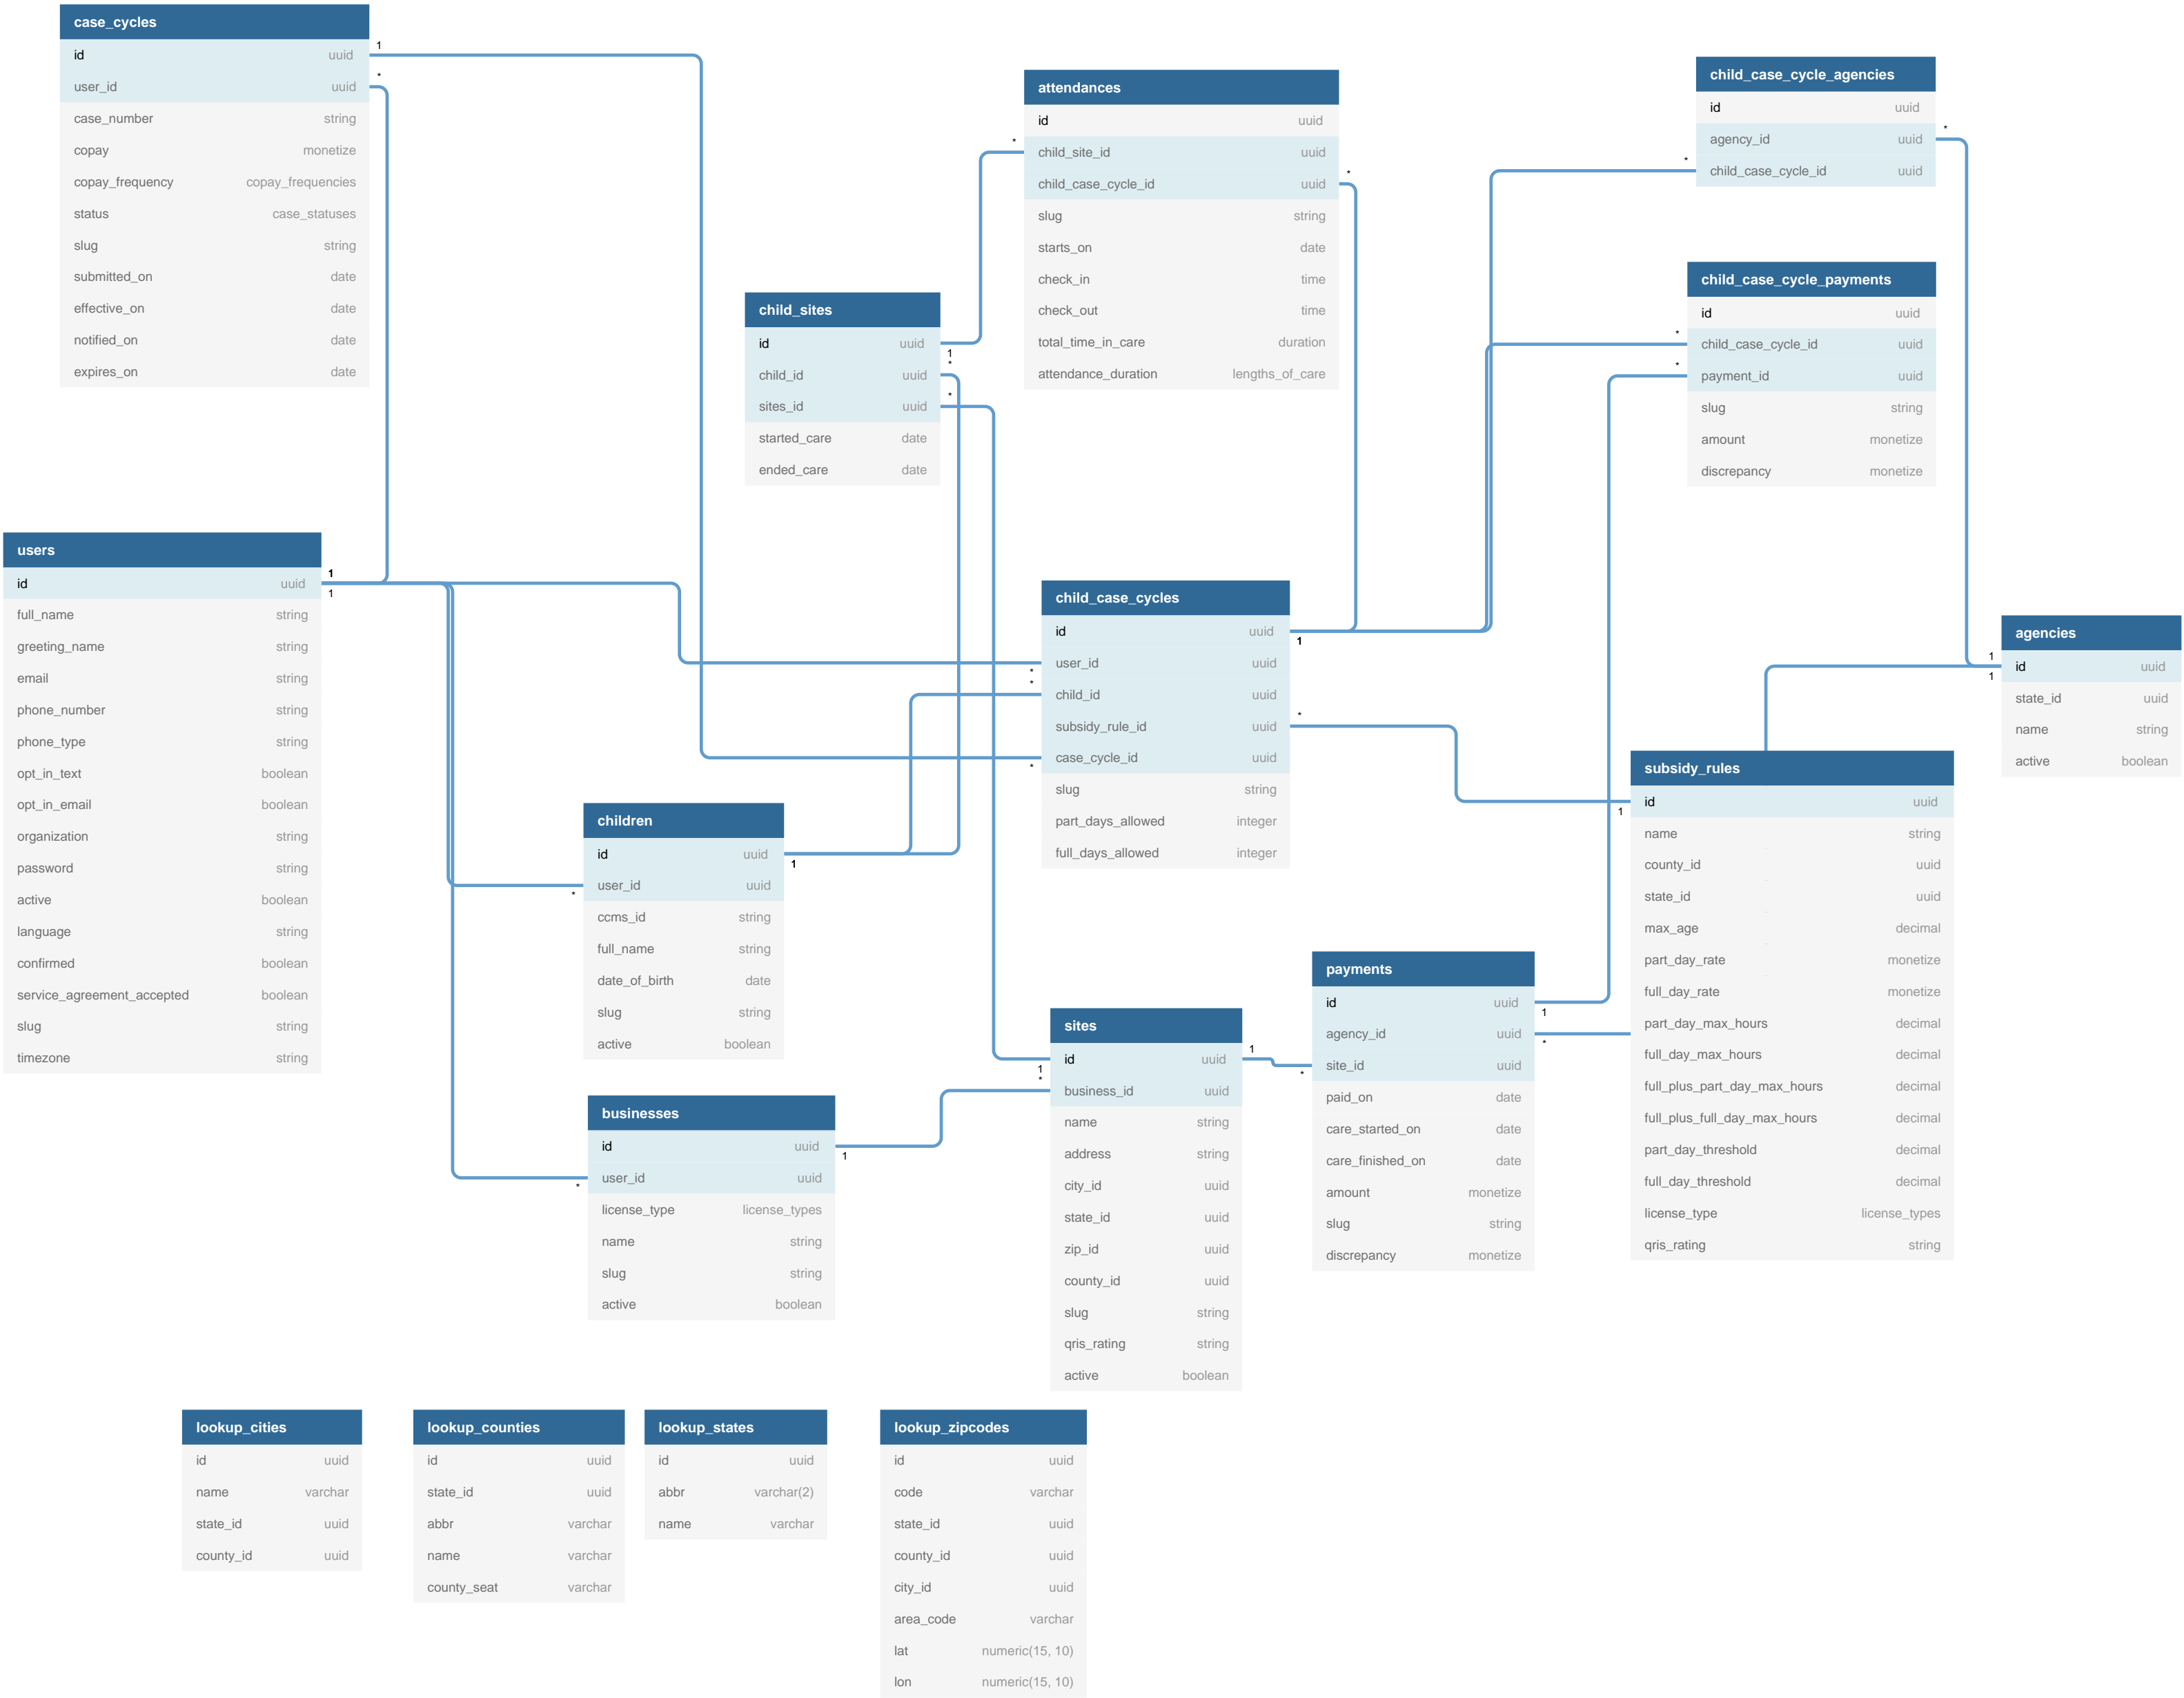 case_cycles
id uuid
user_id uuid
case_number string
copay monetize
copay_frequency copay_frequencies
status case_statuses
slug string
submitted_on date
effective_on date
notified_on date
expires_on date
1
*
attendances
id uuid
child_site_id uuid
child_case_cycle_id uuid
slug string
starts_on date
check_in time
check_out time
total_time_in_care duration
attendance_duration lengths_of_care
*
*
child_case_cycle_agencies
id uuid
agency_id uuid
child_case_cycle_id uuid
*
*
child_case_cycle_payments
id uuid
child_case_cycle_id uuid
payment_id uuid
slug string
amount monetize
discrepancy monetize
*
*
child_sites
id uuid
child_id uuid
sites_id uuid
started_care date
ended_care date
1
*
*
users
id uuid
full_name string
greeting_name string
email string
phone_number string
phone_type string
opt_in_text boolean
opt_in_email boolean
organization string
password string
active boolean
language string
confirmed boolean
service_agreement_accepted boolean
slug string
timezone string
1
1
child_case_cycles
id uuid
user_id uuid
child_id uuid
subsidy_rule_id uuid
case_cycle_id uuid
slug string
part_days_allowed integer
full_days_allowed integer
1
*
*
*
*
agencies
id uuid
state_id uuid
name string
active boolean
1
1
subsidy_rules
id uuid
name string
county_id uuid
state_id uuid
max_age decimal
part_day_rate monetize
full_day_rate monetize
part_day_max_hours decimal
full_day_max_hours decimal
full_plus_part_day_max_hours decimal
full_plus_full_day_max_hours decimal
part_day_threshold decimal
full_day_threshold decimal
license_type license_types
qris_rating string
1
children
id uuid
user_id uuid
ccms_id string
full_name string
date_of_birth date
slug string
active boolean
1
*
payments
id uuid
agency_id uuid
site_id uuid
paid_on date
care_started_on date
care_finished_on date
amount monetize
slug string
discrepancy monetize
1
*
*
sites
id uuid
business_id uuid
name string
address string
city_id uuid
state_id uuid
zip_id uuid
county_id uuid
slug string
qris_rating string
active boolean
1
1
*
businesses
id uuid
user_id uuid
license_type license_types
name string
slug string
active boolean
1
*
lookup_cities
id uuid
name varchar
state_id uuid
county_id uuid
lookup_counties
id uuid
state_id uuid
abbr varchar
name varchar
county_seat varchar
lookup_states
id uuid
abbr varchar(2)
name varchar
lookup_zipcodes
id uuid
code varchar
state_id uuid
county_id uuid
city_id uuid
area_code varchar
lat numeric(15, 10)
lon numeric(15, 10)